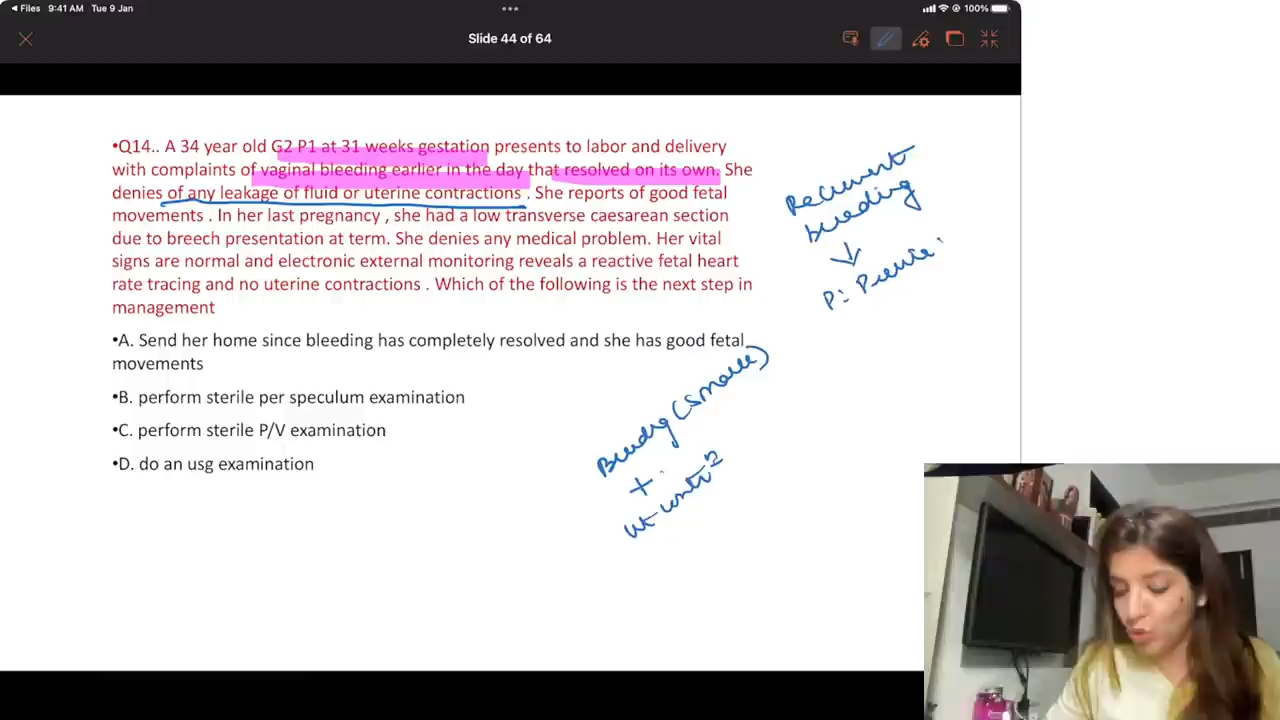 Files 9:41 AM Tue 9 Jan
100%
Slide 44 of 64
•Q14.. A 34 year old G2 P1 at 31 weeks gestation presents to labor and delivery
with complaints of vaginal bleeding earlier in the day that resolved on its own. She
denies of any leakage of fluid or uterine contractions . She reports of good fetal
movements . In her last pregnancy , she had a low transverse caesarean section
due to breech presentation at term. She denies any medical problem. Her vital
signs are normal and electronic external monitoring reveals a reactive fetal heart
rate tracing and no uterine contractions . Which of the following is the next step in
management
•A. Send her home since bleeding has completely resolved and she has good fetal
movements
•B. perform sterile per speculum examination
•C. perform sterile P/V examination
•D. do an usg examination
Recurrent
bleeding
↓
Bleeding (small)
+